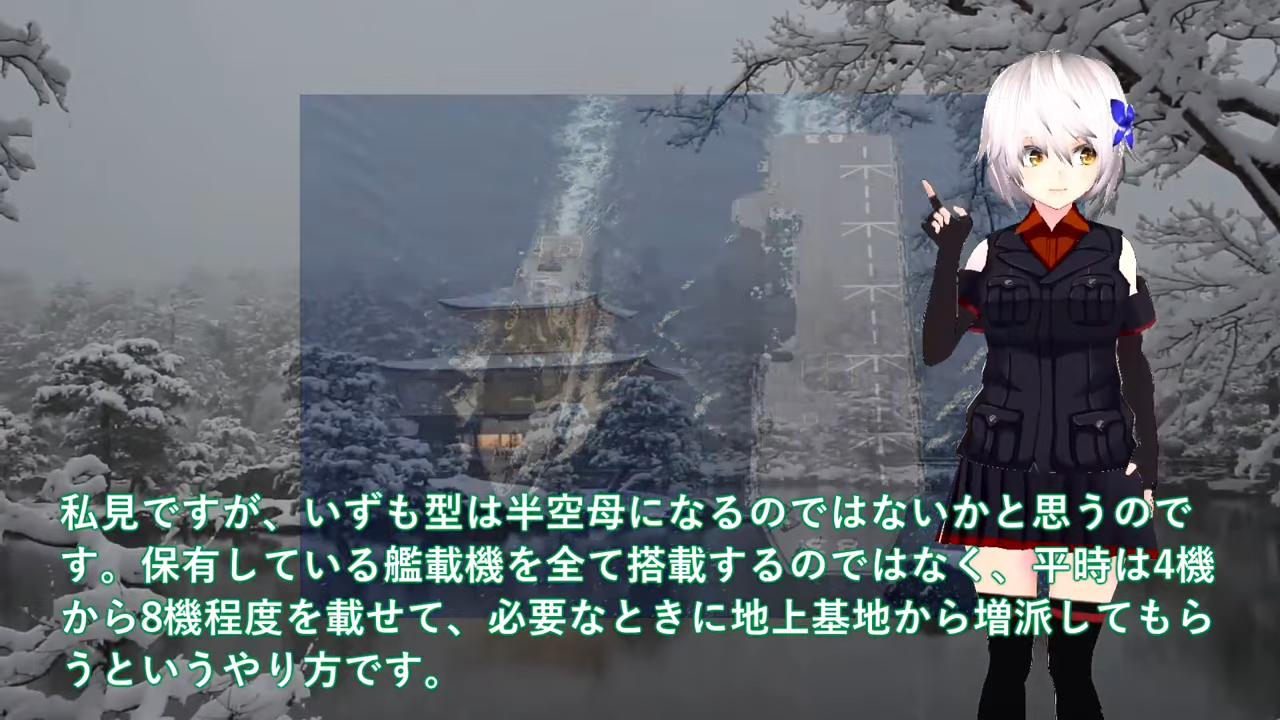 私見ですが、いずも型は半空母になるのではないかと思うので
す。保有している艦載機を全て搭載するのではなく、平時は4機
から8機程度を載せて、必要なときに地上基地から増派してもら
うというやり方です。